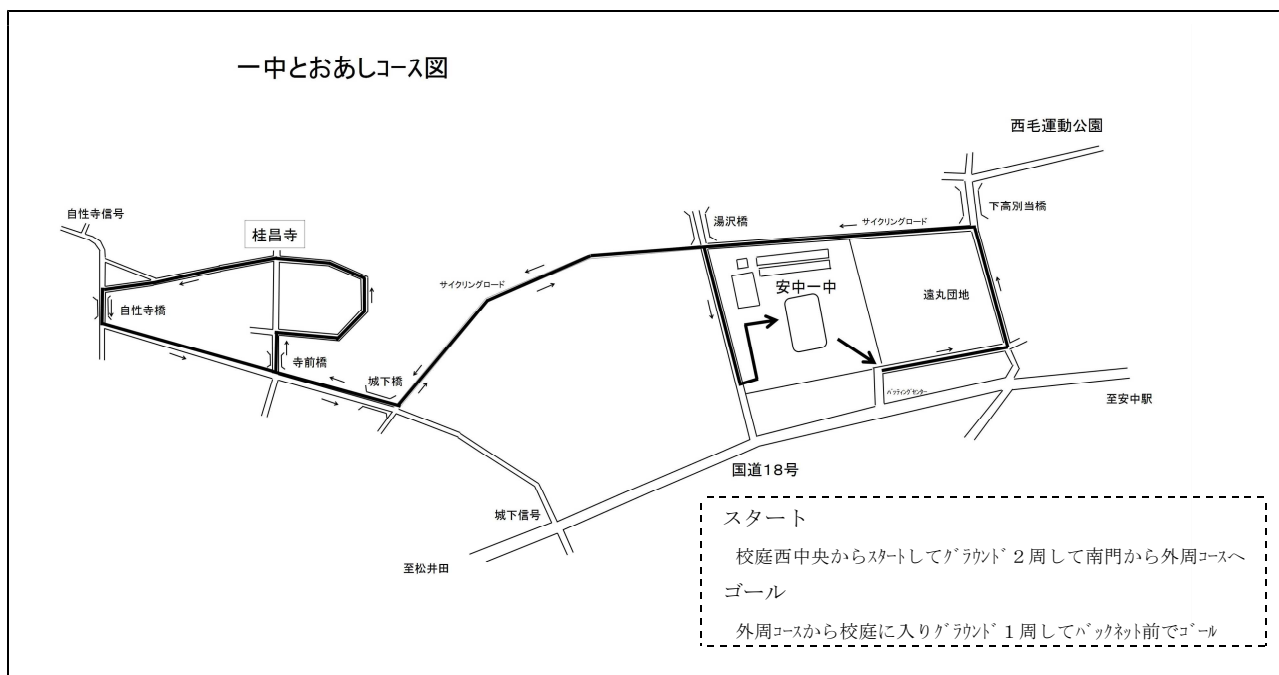 一中とおあしコース図
西毛運動公園
下高別当橋
自性寺信号
湯沢橋
サイクリングロード
桂昌寺
サイクリングロード
安中一中
遠丸団地
自性寺橋
寺前橋
城下橋
バッティングセンター
至安中駅
国道18号
城下信号
至松井田
スタート
校庭西中央からスタートしてグラウンド2周して南門から外周コースへ
ゴール
外周コースから校庭に入りグラウンド1周してバックネット前でゴール